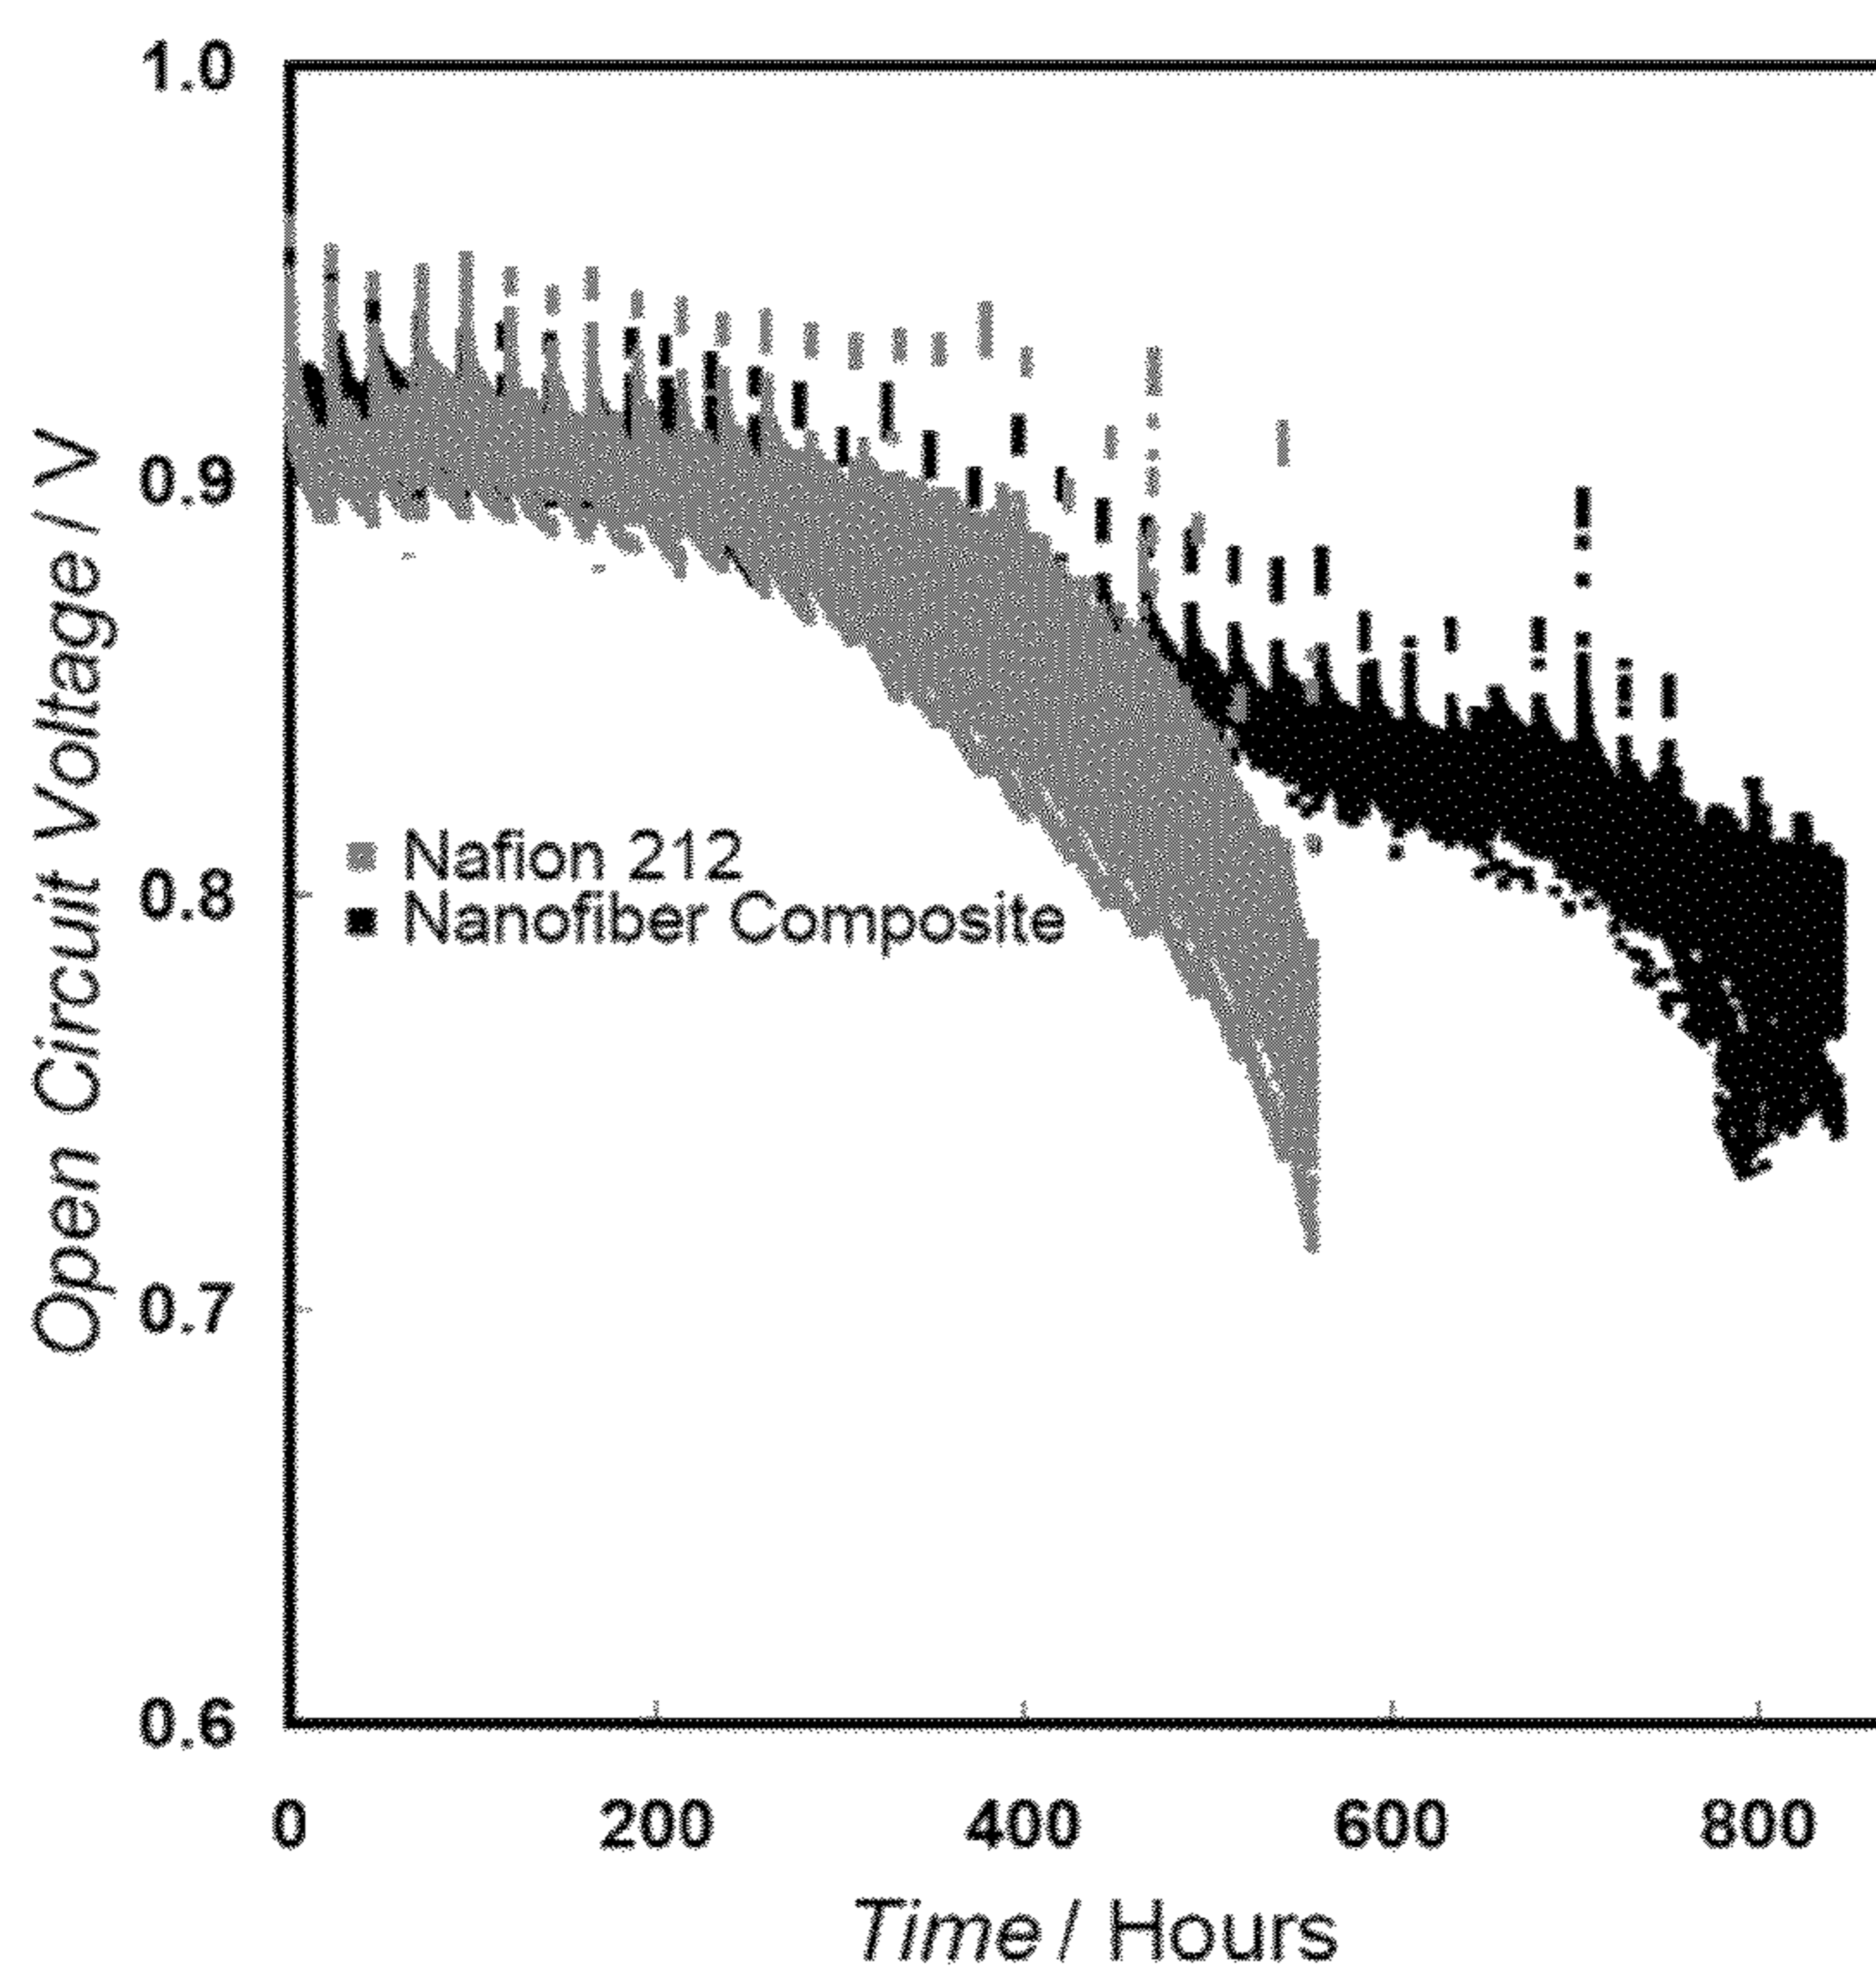 1.0
0.9
0.8
0.7
0.6
Open Circuit Voltage / V
Nafion 212
Nanofiber Composite
0 200 400 600 800
Time / Hours